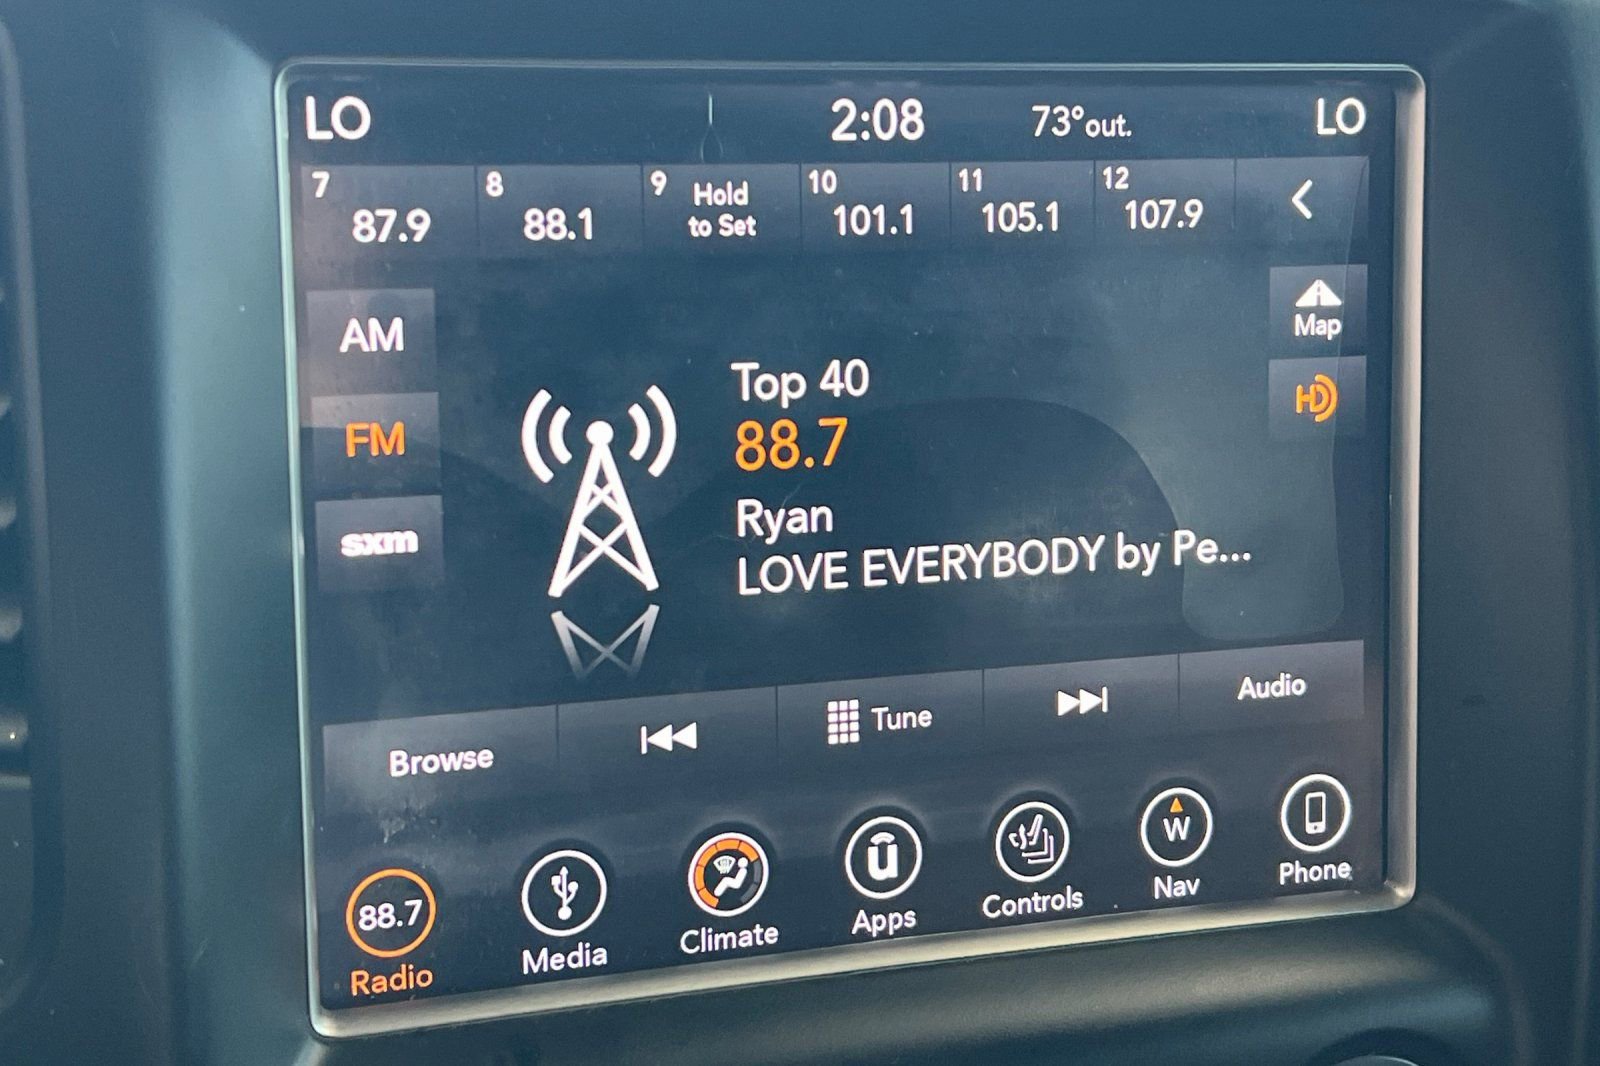 LO 2:08 73°out. LO
7 8 9 Hold 10 11 12
87.9 88.1 to Set 101.1 105.1 107.9
AM
Map
FM
HD
sxm
Top 40
88.7
Ryan
LOVE EVERYBODY by Pe...
Browse Tune Audio
88.7 W
Radio Media Climate Apps Controls Nav Phone